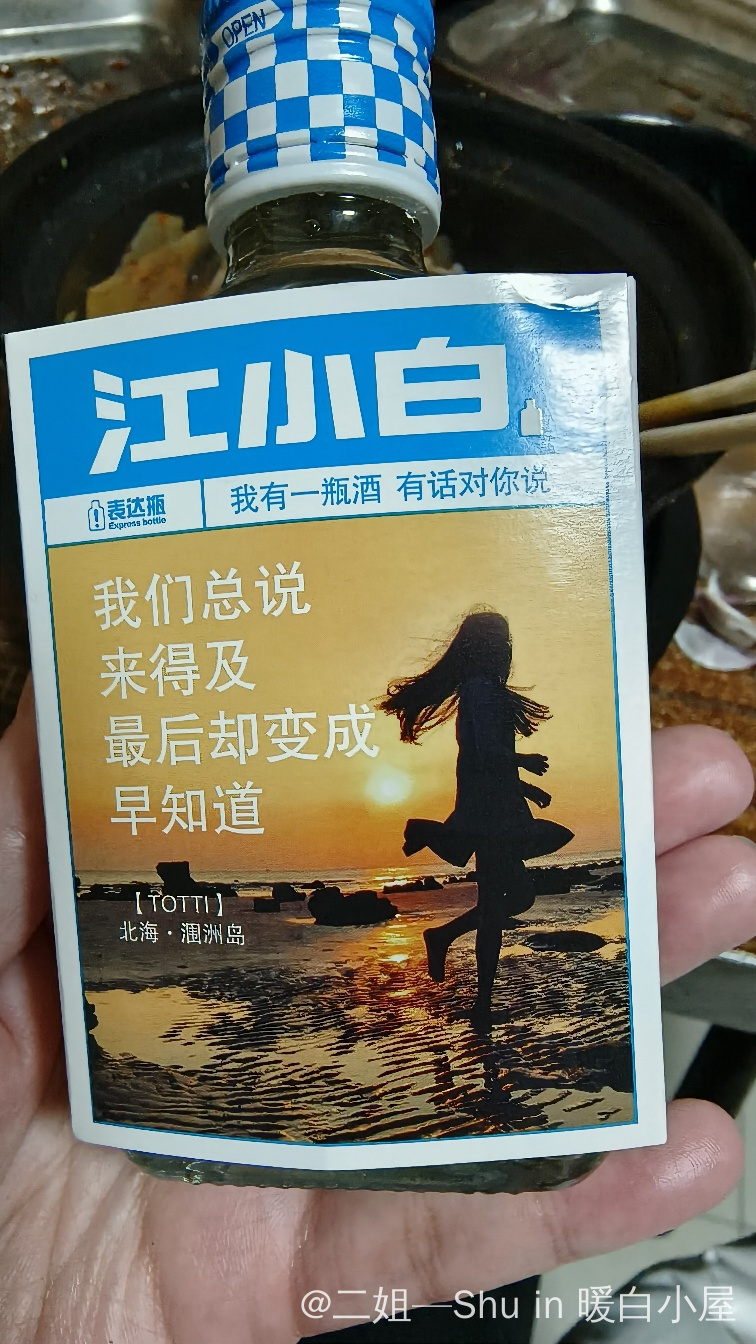 OPEN
江小白
表达瓶
Express bottle
我有一瓶酒 有话对你说
我们总说
来得及
最后却变成
早知道
【TOTTI】
北海·涠洲岛
@二姐—Shu in 暖白小屋